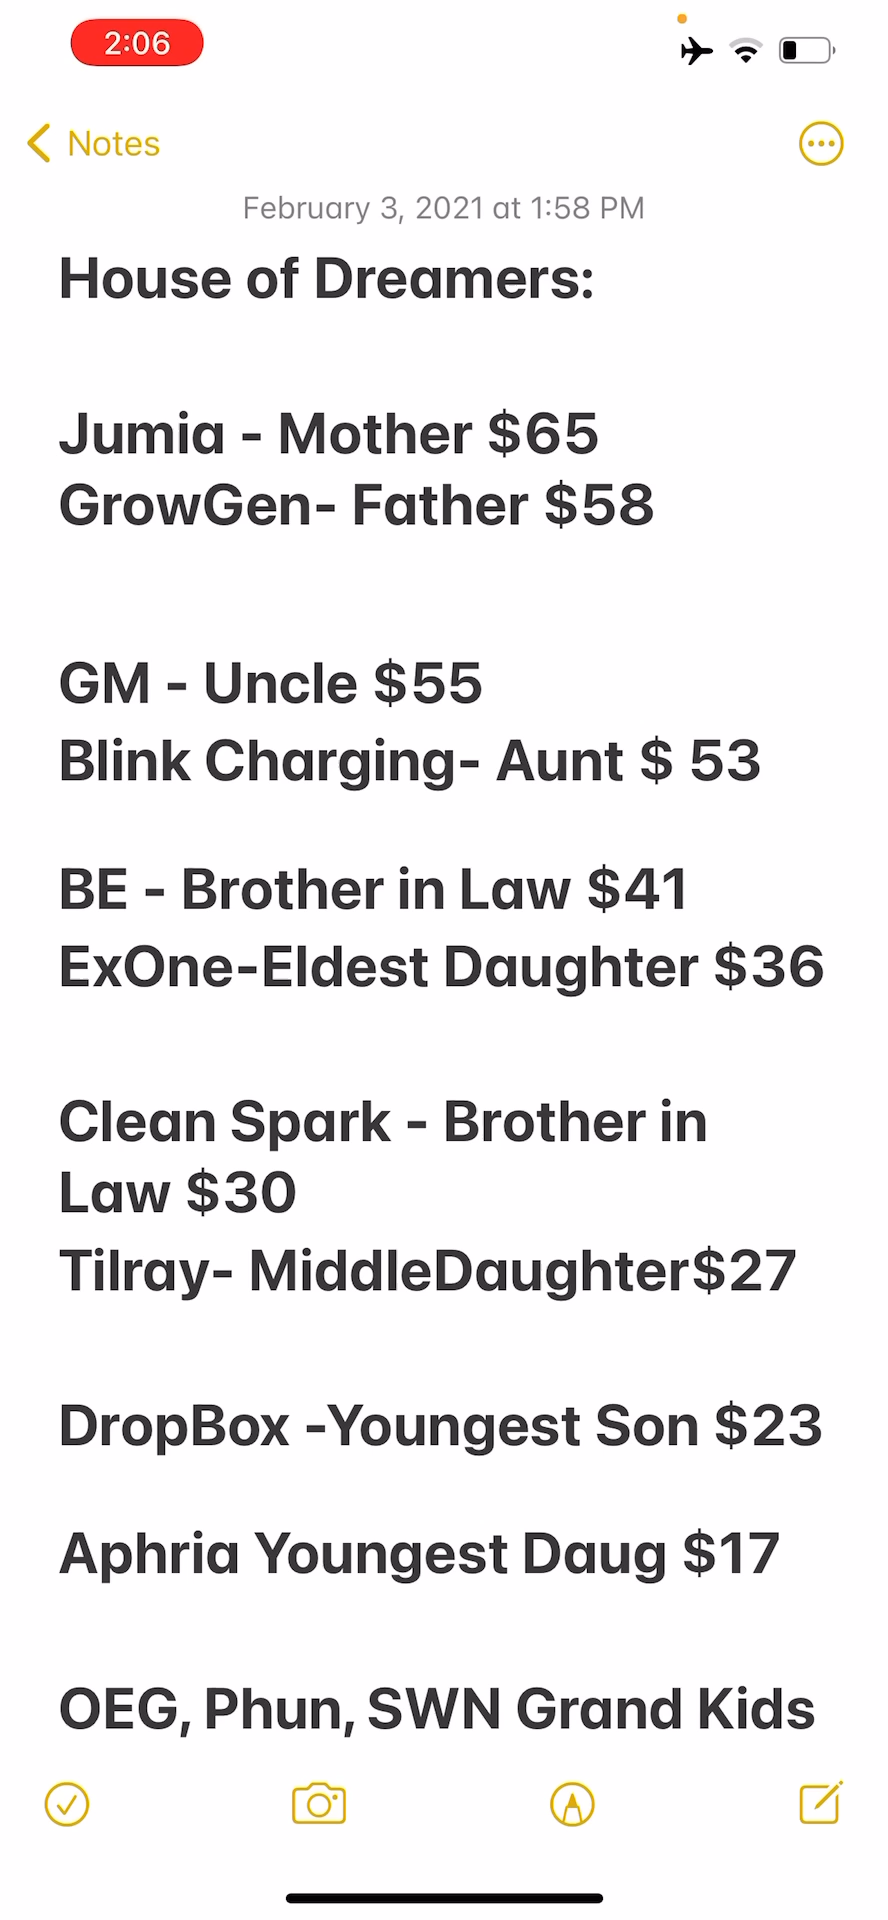 2:06
Notes
February 3, 2021 at 1:58 PM
House of Dreamers:
Jumia - Mother $65
GrowGen- Father $58
GM - Uncle $55
Blink Charging- Aunt $ 53
BE - Brother in Law $41
ExOne-Eldest Daughter $36
Clean Spark - Brother in
Law $30
Tilray- MiddleDaughter$27
DropBox -Youngest Son $23
Aphria Youngest Daug $17
OEG, Phun, SWN Grand Kids